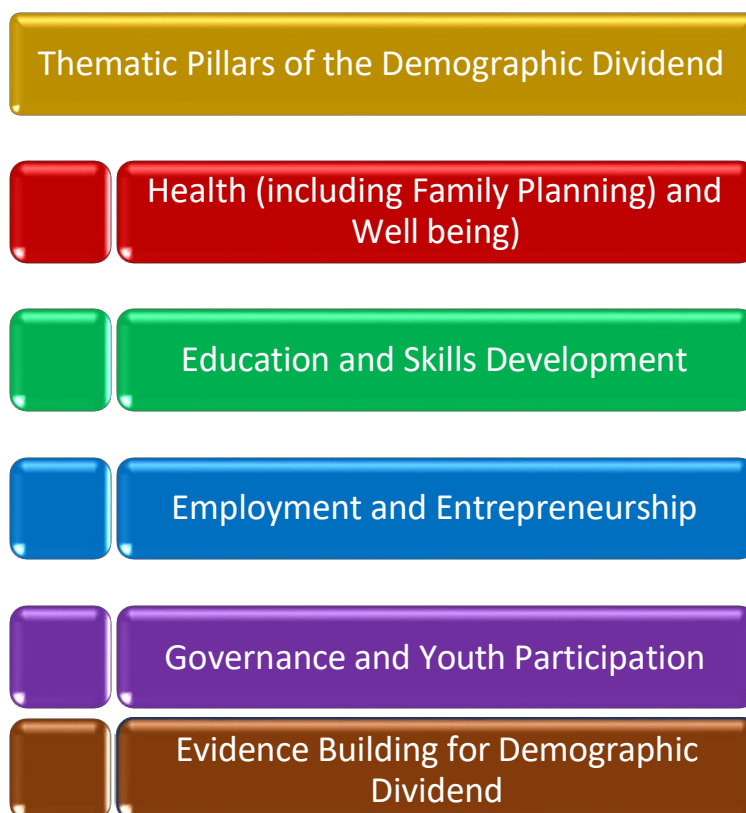 Thematic Pillars of the Demographic Dividend
Health (including Family Planning) and
Well being)
Education and Skills Development
Employment and Entrepreneurship
Governance and Youth Participation
Evidence Building for Demographic
Dividend